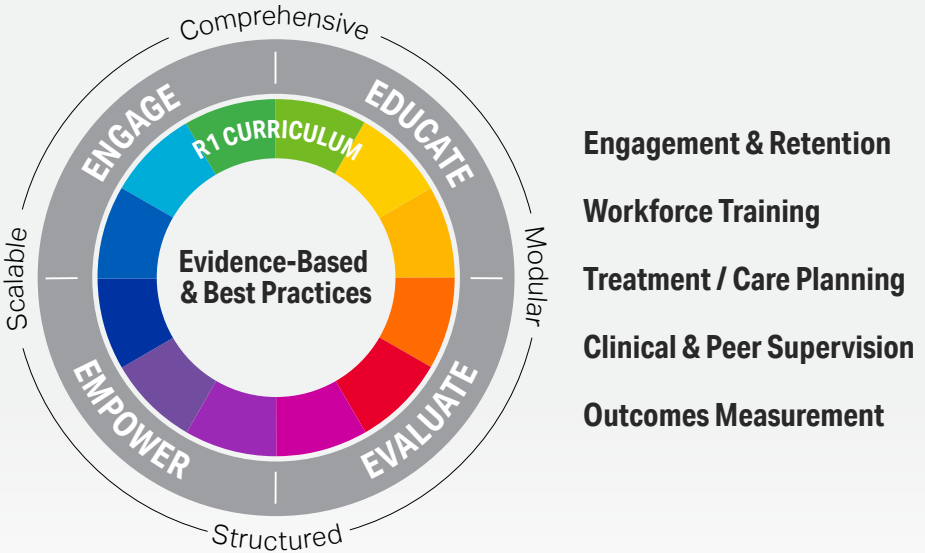 Comprehensive
ENGAGE
EDUCATE
R1 CURRICULUM
Scalable
Evidence-Based
& Best Practices
Modular
EMPOWER
EVALUATE
Structured
Engagement & Retention
Workforce Training
Treatment / Care Planning
Clinical & Peer Supervision
Outcomes Measurement